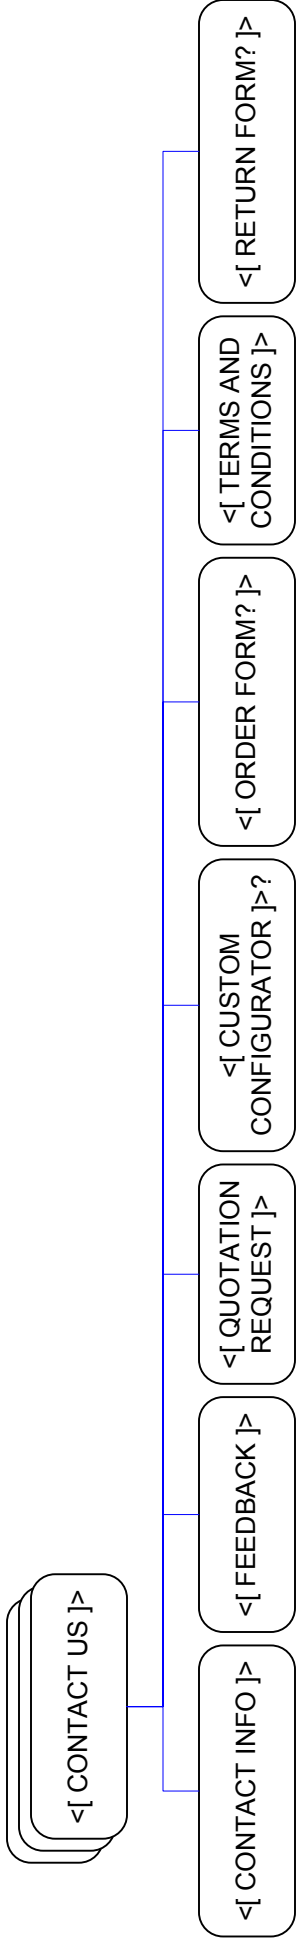 <[ CONTACT US ]>
<[ CONTACT INFO ]>
<[ FEEDBACK ]>
<[ QUOTATION
REQUEST ]>
<[ CUSTOM
CONFIGURATOR ]>?
<[ ORDER FORM? ]>
<[ TERMS AND
CONDITIONS ]>
<[ RETURN FORM? ]>